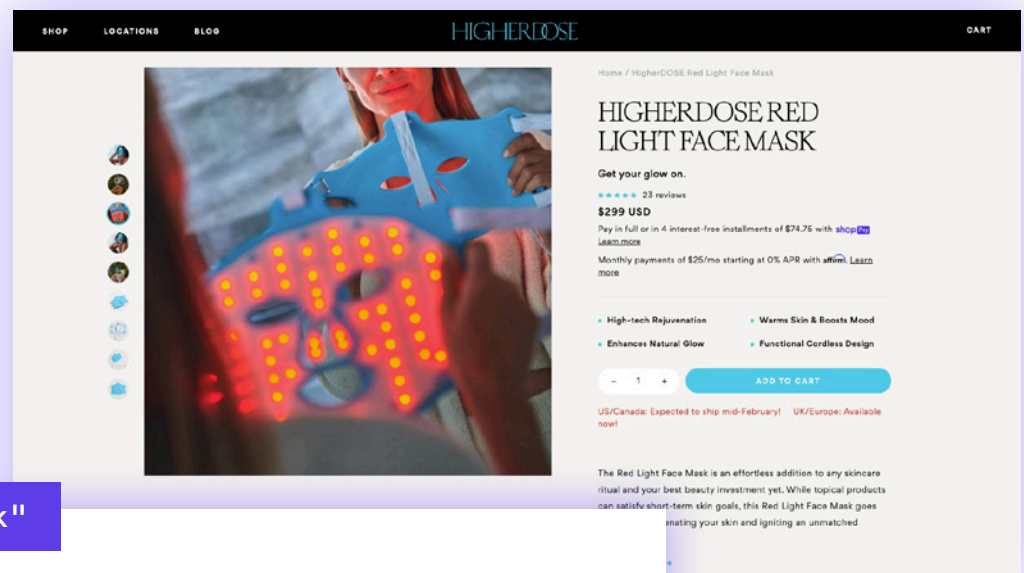 SHOP LOCATIONS BLOG HIGHERDOSE CART
Home / HigherDOSE Red Light Face Mask
HIGHERDOSE RED
LIGHT FACE MASK
Get your glow on.
23 reviews
$299 USD
Pay in full or in 4 interest-free installments of $74.75 with shop Pay
Learn more
Monthly payments of $25/mo starting at 0% APR with affirm. Learn
more
High-tech Rejuvenation Warms Skin & Boosts Mood
Enhances Natural Glow Functional Cordless Design
- 1 + ADD TO CART
US/Canada: Expected to ship mid-February! UK/Europe: Available
now!
The Red Light Face Mask is an effortless addition to any skincare
ritual and your best beauty investment yet. While topical products
can satisfy short-term skin goals, this Red Light Face Mask goes
enating your skin and igniting an unmatched
k"